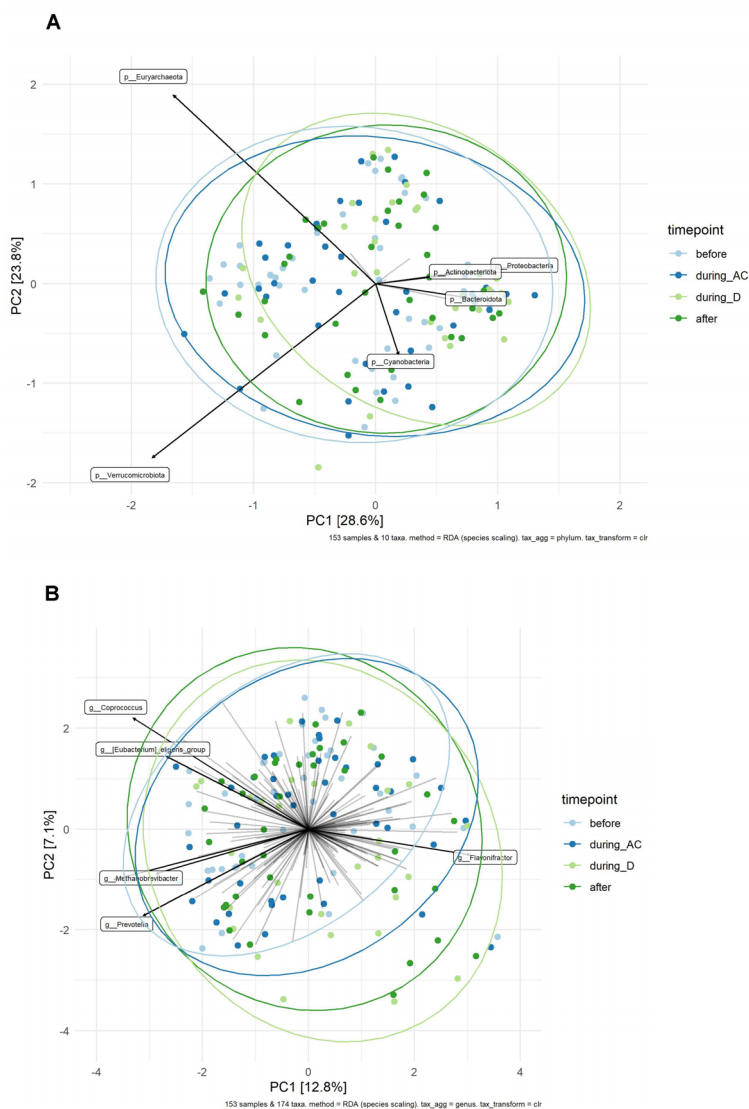 A
p__Euryarchaeota
p__Proteobacteria
p__Actinobacteriota
p__Bacteroidota
p__Cyanobacteria
p__Verrucomicrobiota
2
1
0
-1
-2
PC2 [23.8%]
-2
-1
0
1
2
PC1 [28.6%]
timepoint
before
during_AC
during_D
after
153 samples & 10 taxa. method = RDA (species scaling). tax_agg = phylum. tax_transform = clr
B
g__Coprococcus
g__[Eubacterium]_eligens_group
g__Flavonifractor
g__Methanobrevibacter
g__Prevotella
2
0
-2
-4
PC2 [7.1%]
-4
-2
0
2
4
PC1 [12.8%]
timepoint
before
during_AC
during_D
after
153 samples & 174 taxa. method = RDA (species scaling). tax_agg = genus. tax_transform = clr